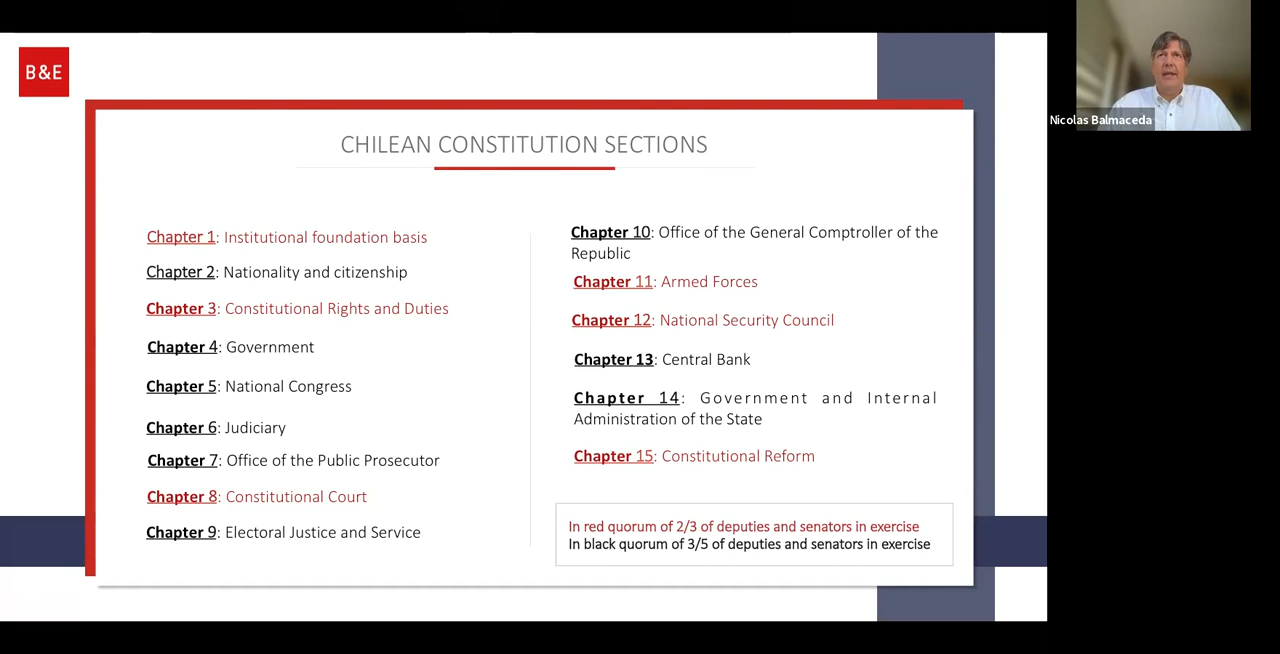 B&E
CHILEAN CONSTITUTION SECTIONS
Chapter 1: Institutional foundation basis
Chapter 2: Nationality and citizenship
Chapter 3: Constitutional Rights and Duties
Chapter 4: Government
Chapter 5: National Congress
Chapter 6: Judiciary
Chapter 7: Office of the Public Prosecutor
Chapter 8: Constitutional Court
Chapter 9: Electoral Justice and Service
Chapter 10: Office of the General Comptroller of the
Republic
Chapter 11: Armed Forces
Chapter 12: National Security Council
Chapter 13: Central Bank
Chapter 14: Government and Internal
Administration of the State
Chapter 15: Constitutional Reform
In red quorum of 2/3 of deputies and senators in exercise
In black quorum of 3/5 of deputies and senators in exercise
Nicolas Balmaceda